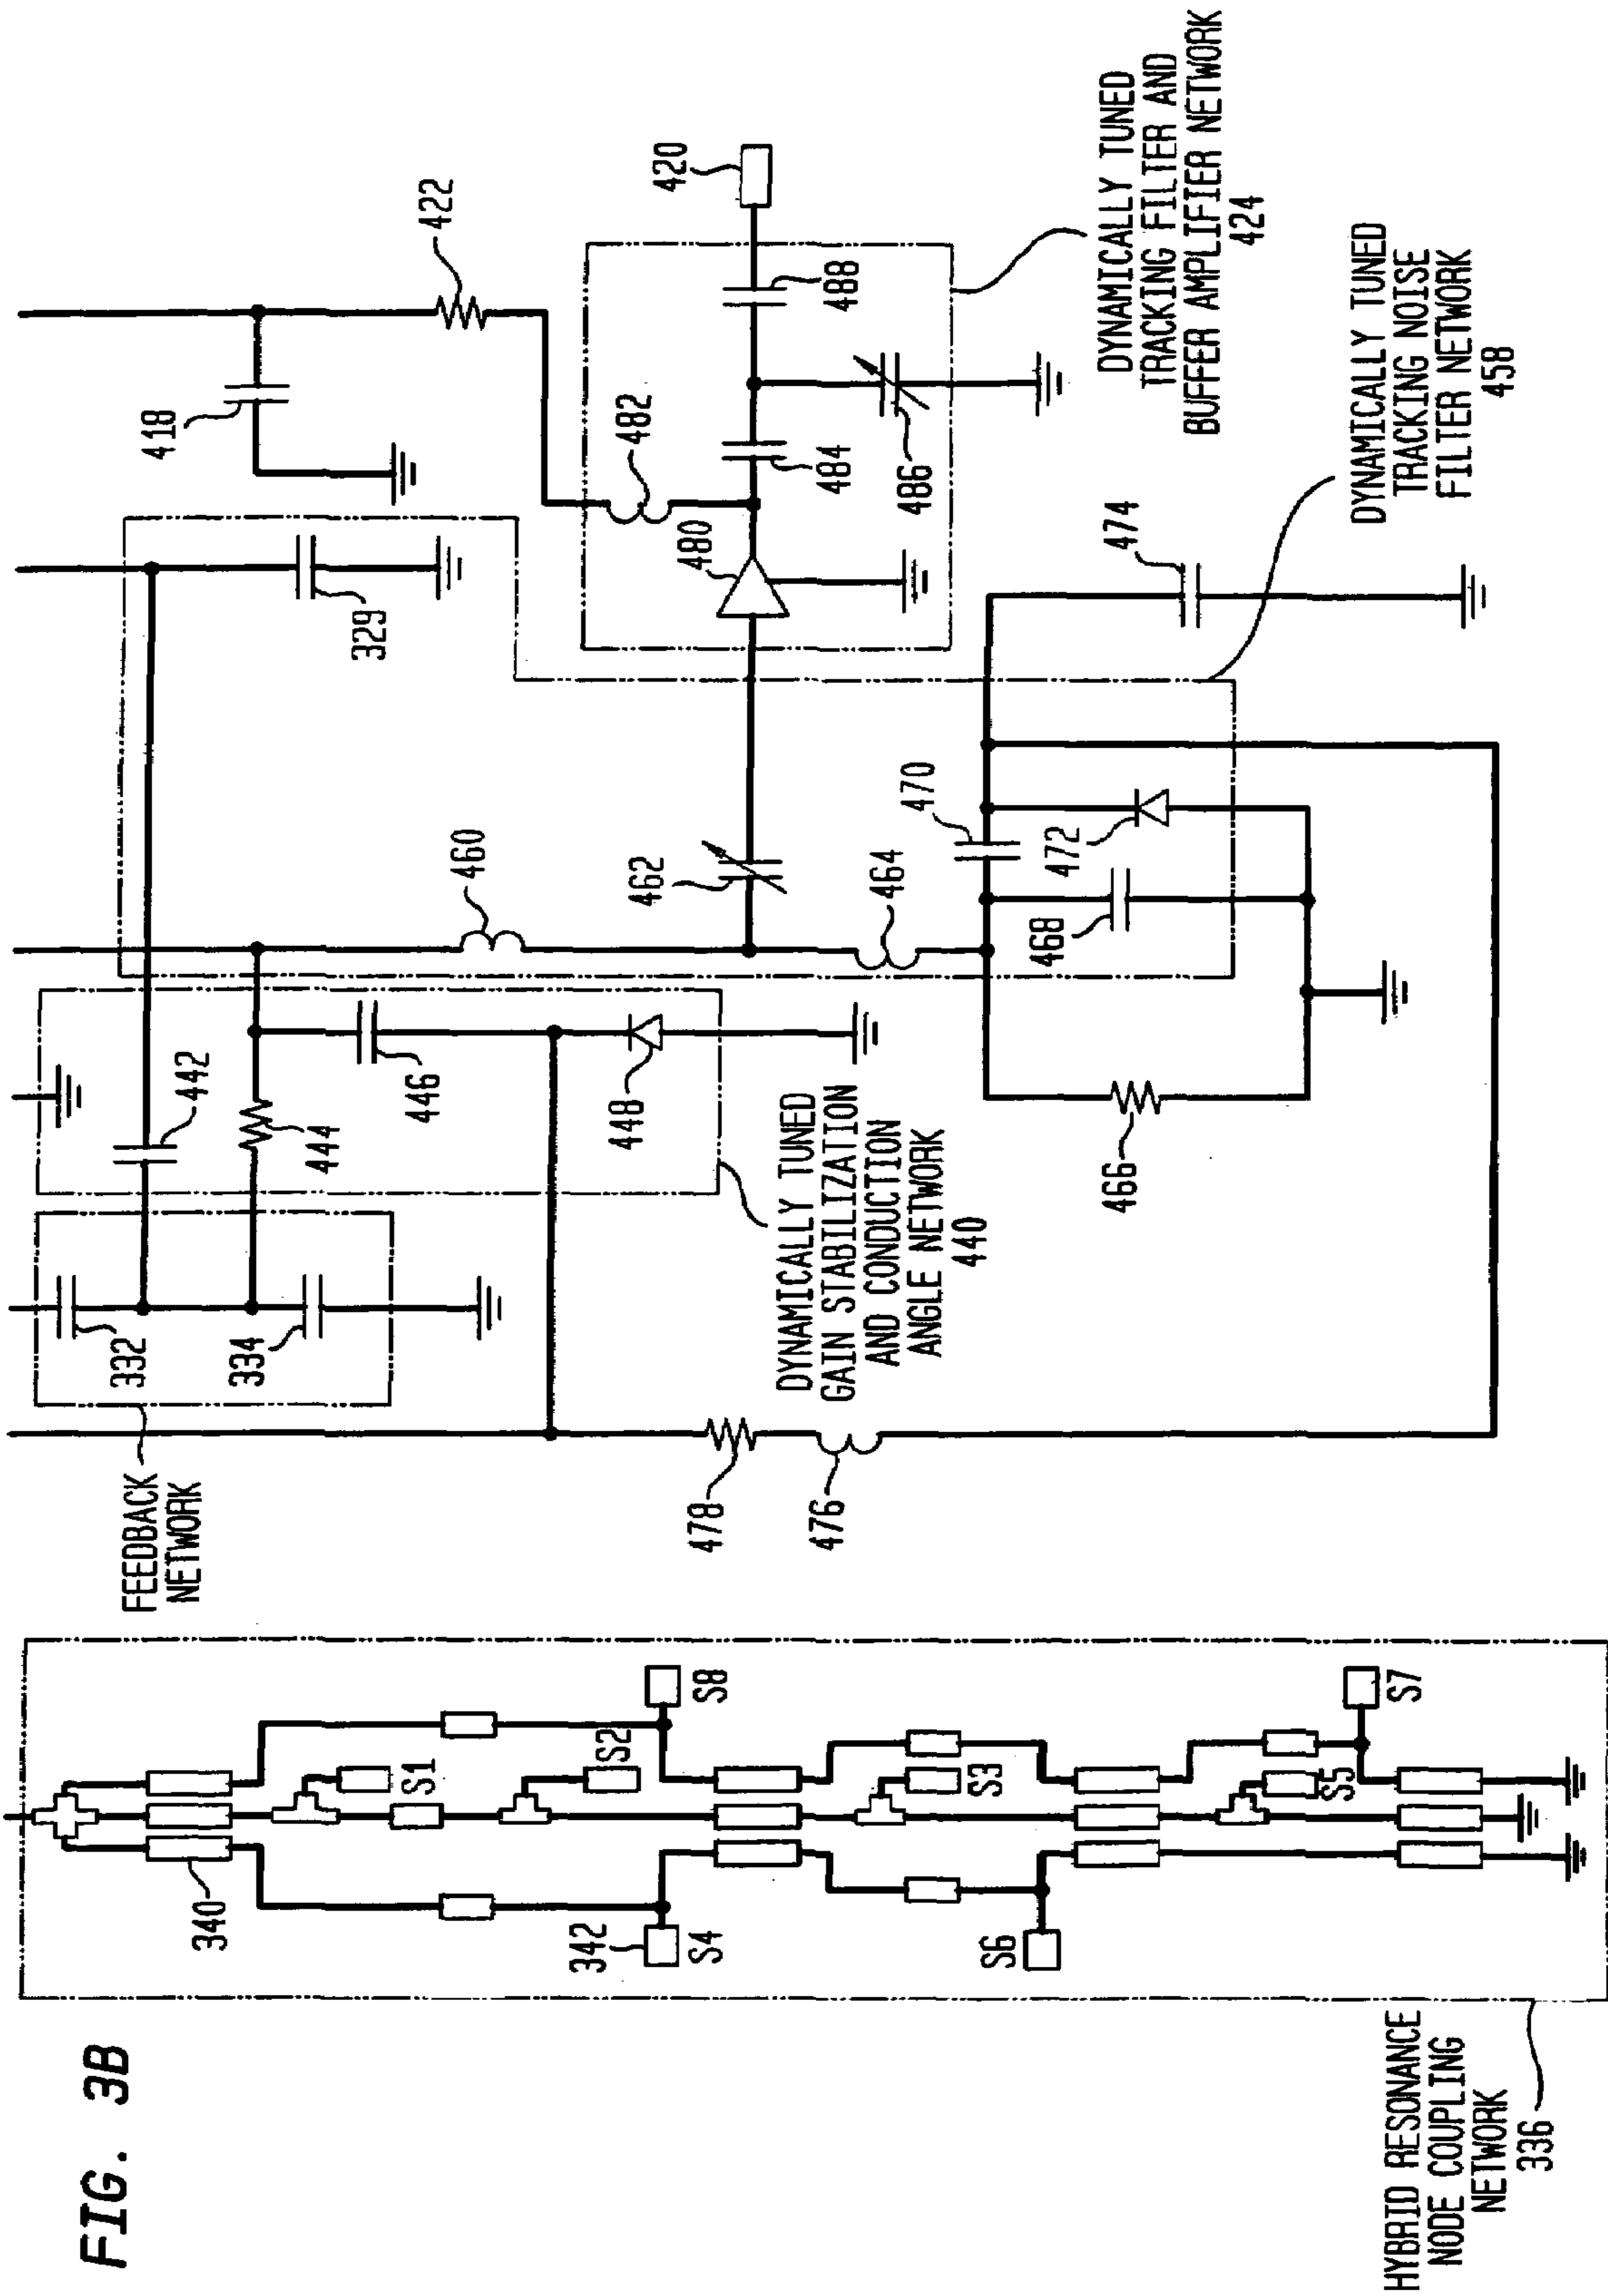 FIG. 3B
HYBRID RESONANCE
NODE COUPLING
NETWORK
336
340
342
S1
S2
S3
S4
S5
S6
S7
S8
FEEDBACK
NETWORK
332
334
442
444
446
448
DYNAMICALLY TUNED
GAIN STABILIZATION
AND CONDUCTION
ANGLE NETWORK
440
478
476
329
460
462
464
466
468
470
472
474
DYNAMICALLY TUNED
TRACKING NOISE
FILTER NETWORK
458
418
422
420
480
482
484
486
488
DYNAMICALLY TUNED
TRACKING FILTER AND
BUFFER AMPLIFIER NETWORK
424